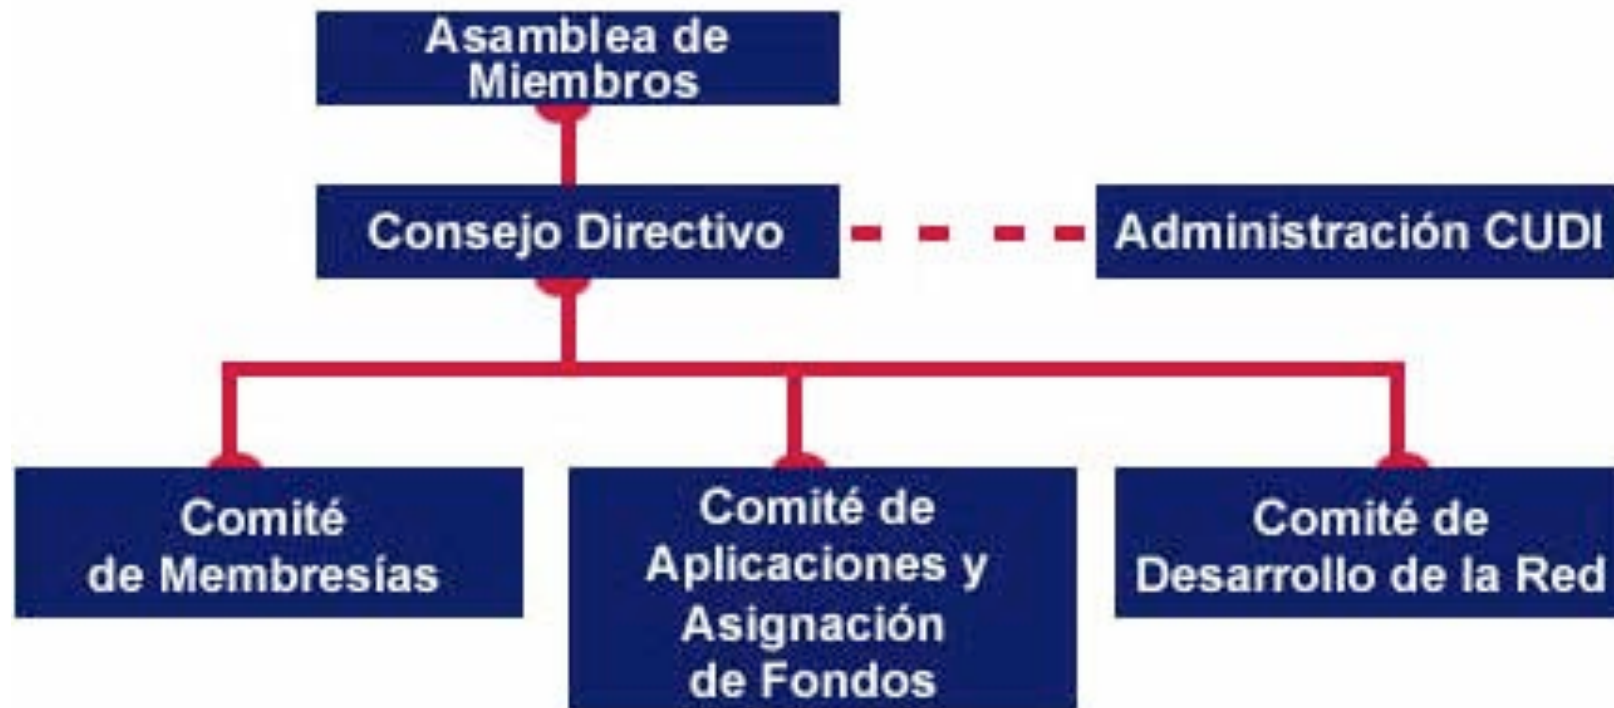 Asamblea de
Miembros
Consejo Directivo
Administración CUDI
Comité
de Membresías
Comité de
Aplicaciones y
Asignación
de Fondos
Comité de
Desarrollo de la Red